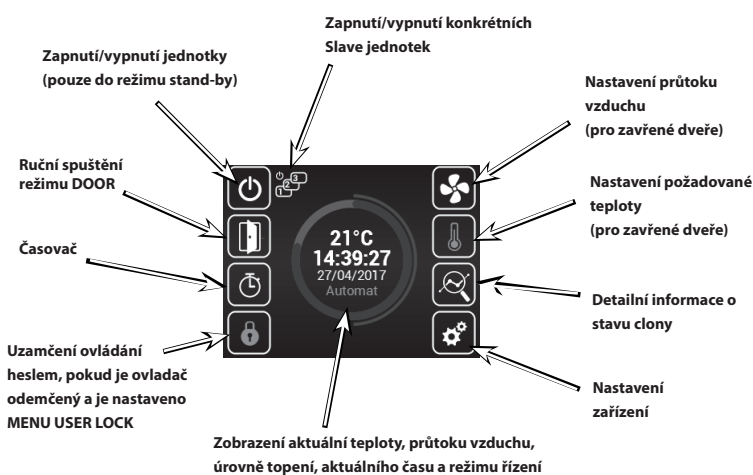 Zapnutí/vypnutí konkrétních
Slave jednotek
Zapnutí/vypnutí jednotky
(pouze do režimu stand-by)
Nastavení průtoku
vzduchu
(pro zavřené dveře)
Ruční spuštění
režimu DOOR
Nastavení požadované
teploty
(pro zavřené dveře)
Časovač
1 2 3
21°C
14:39:27
27/04/2017
Automat
Detailní informace o
stavu clony
Uzamčení ovládání
heslem, pokud je ovladač
odemčený a je nastaveno
MENU USER LOCK
Nastavení
zařízení
Zobrazení aktuální teploty, průtoku vzduchu,
úrovně topení, aktuálního času a režimu řízení